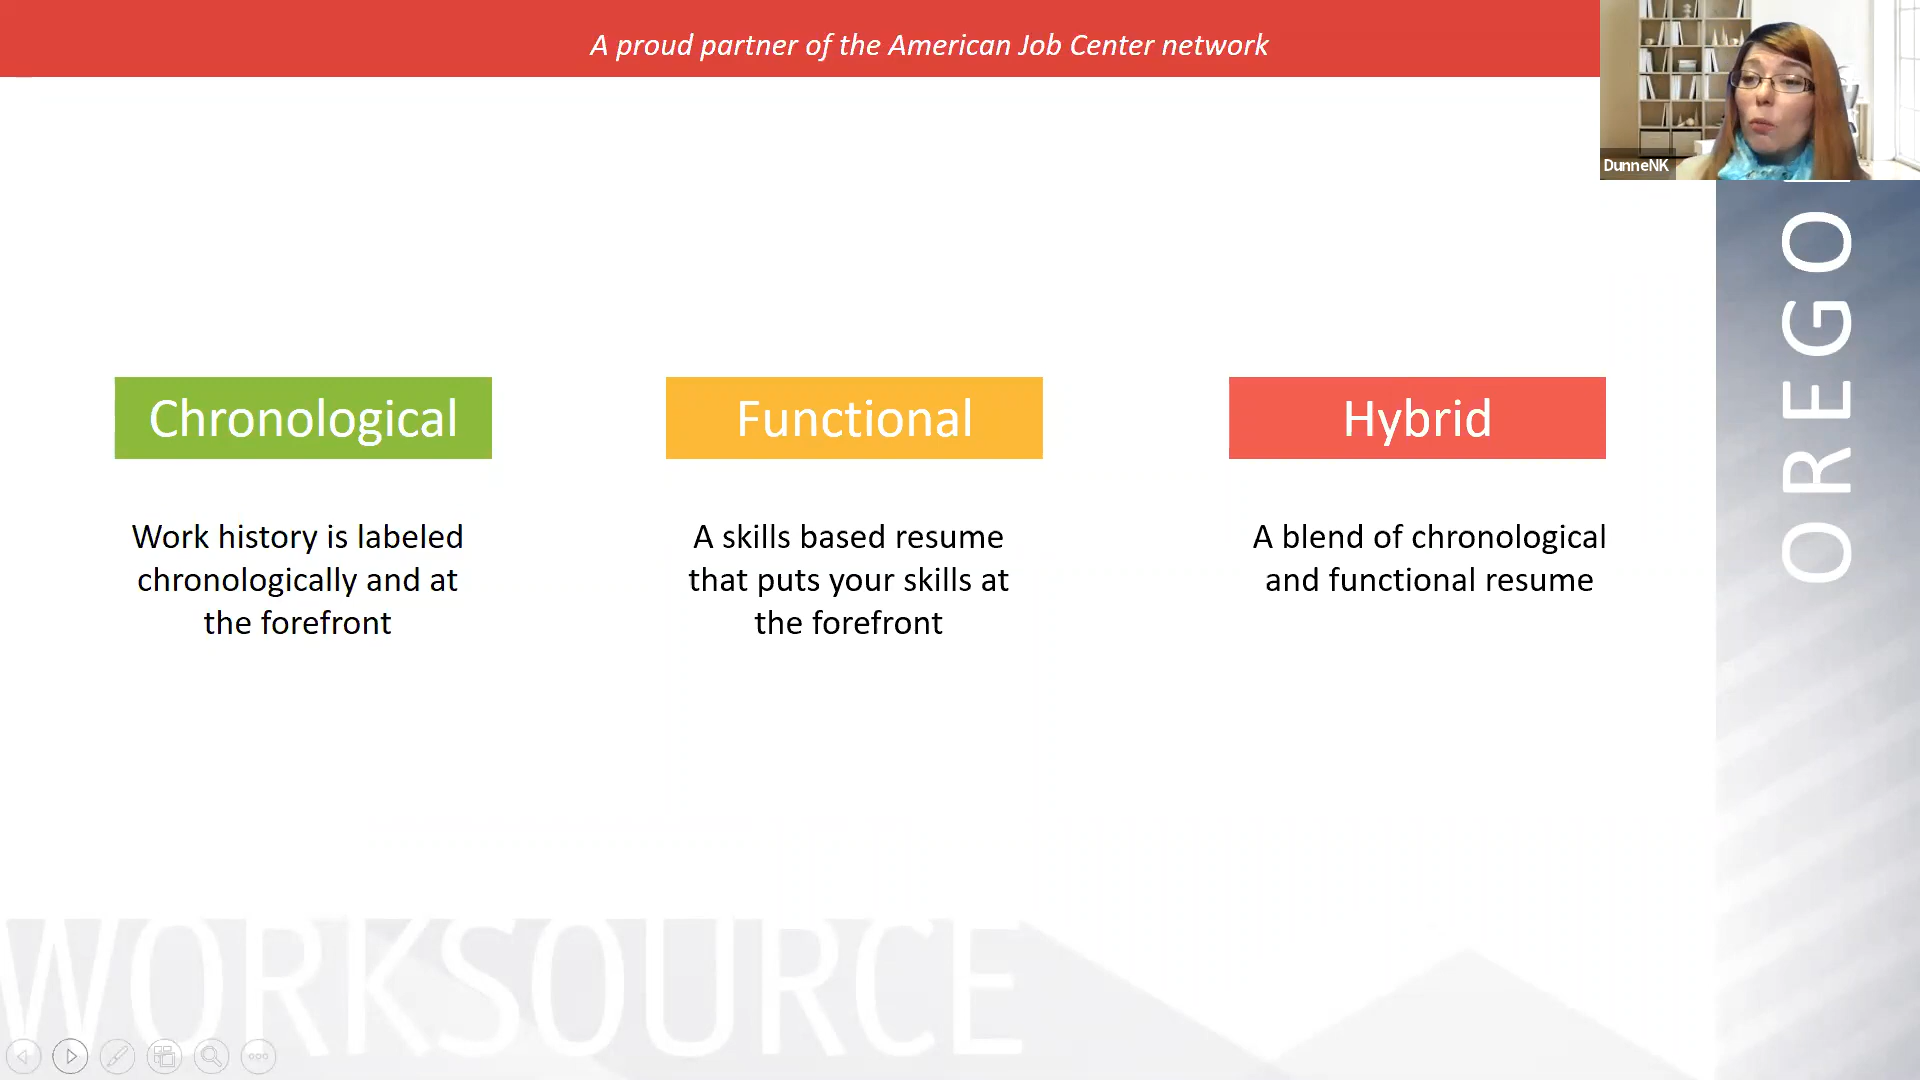 A proud partner of the American Job Center network
DunneNK
Chronological
Functional
Hybrid
Work history is labeled
chronologically and at
the forefront
A skills based resume
that puts your skills at
the forefront
A blend of chronological
and functional resume
OREGO
WORKSOURCE